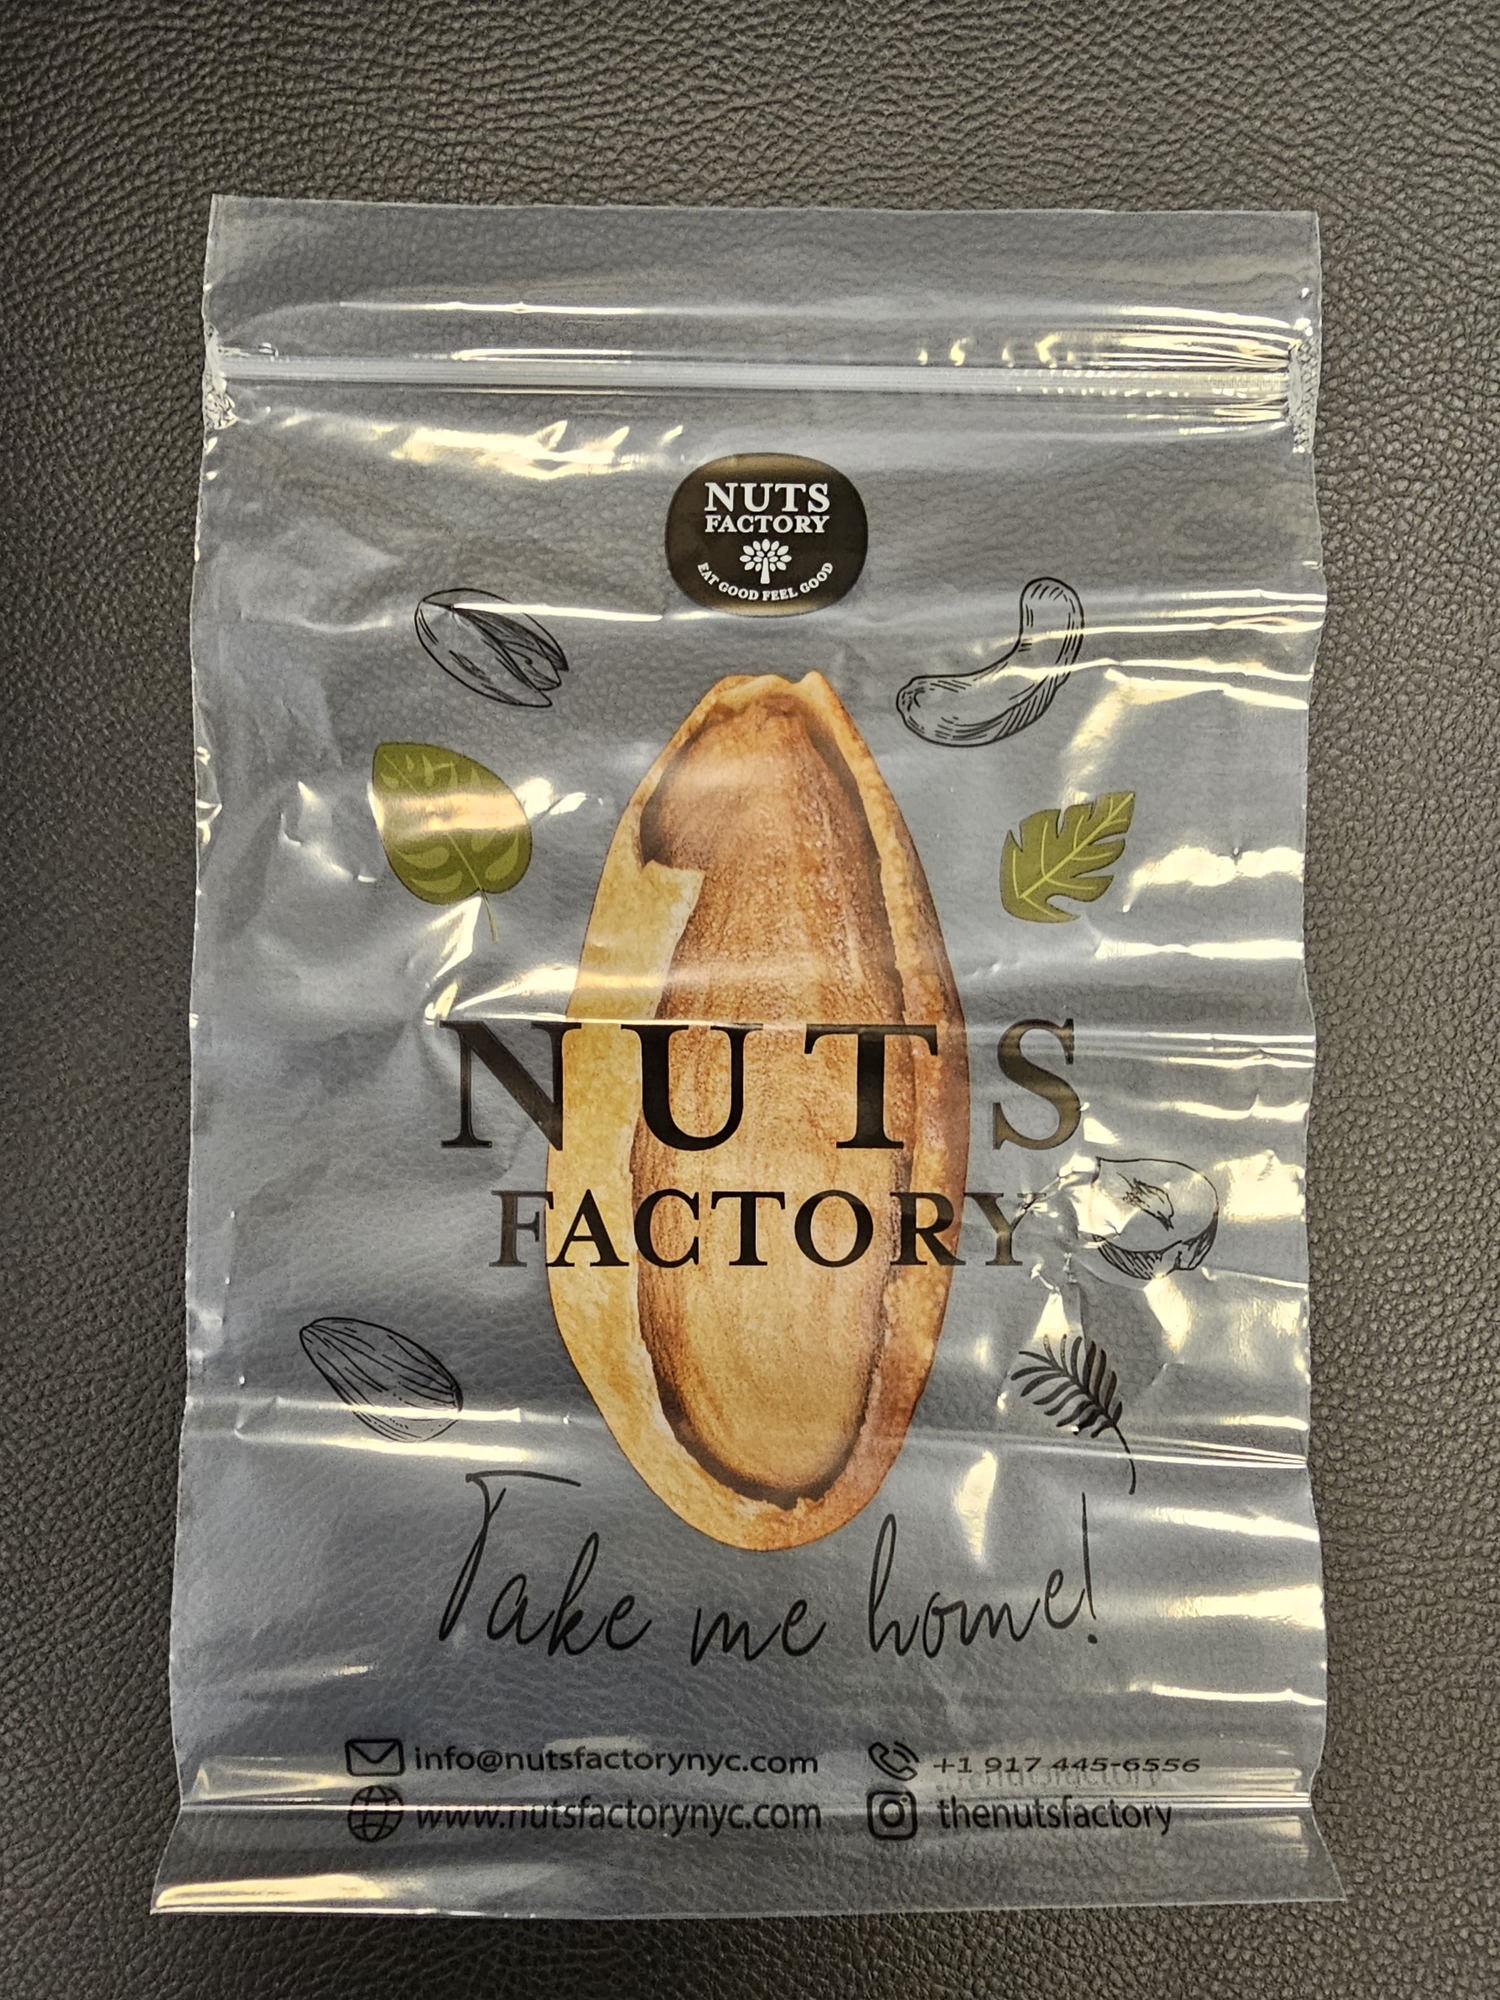 NUTS
FACTORY
EAT GOOD FEEL GOOD
NUTS
FACTORY
Take me home!
info@nutsfactorynyc.com
+1 917 445-6556
www.nutsfactorynyc.com
thenutsfactory